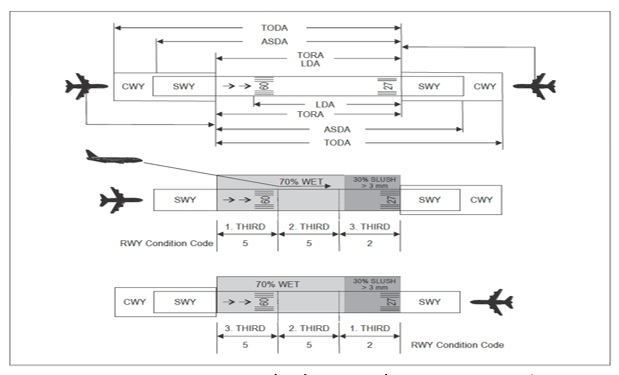 TODA
ASDA
TORA
LDA
CWY SWY 09 27 SWY CWY
LDA
TORA
ASDA
TODA
70% WET 30% SLUSH
> 3 mm
SWY 09 27 SWY CWY
1. THIRD 2. THIRD 3. THIRD
RWY Condition Code 5 5 2
70% WET 30% SLUSH
> 3 mm
CWY SWY 09 27 SWY
3. THIRD 2. THIRD 1. THIRD
5 5 2 RWY Condition Code